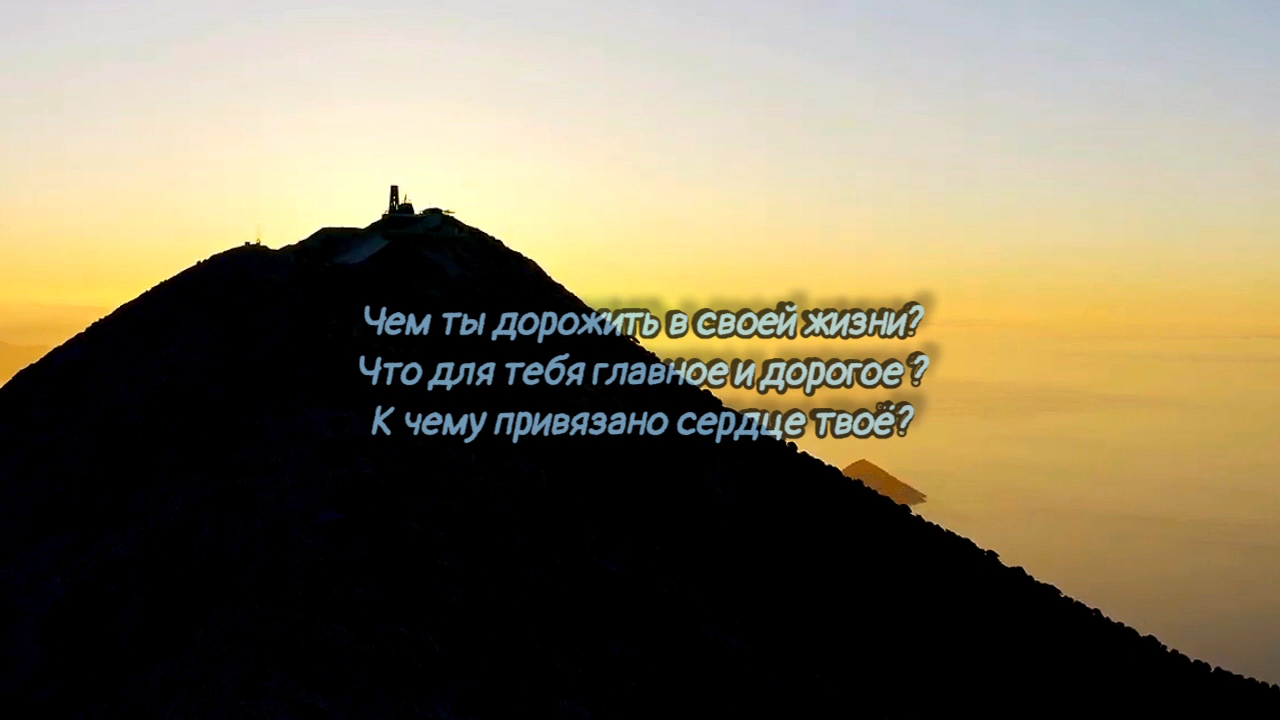 Чем ты дорожить в своей жизни?
Что для тебя главное и дорогое ?
К чему привязано сердце твоё?